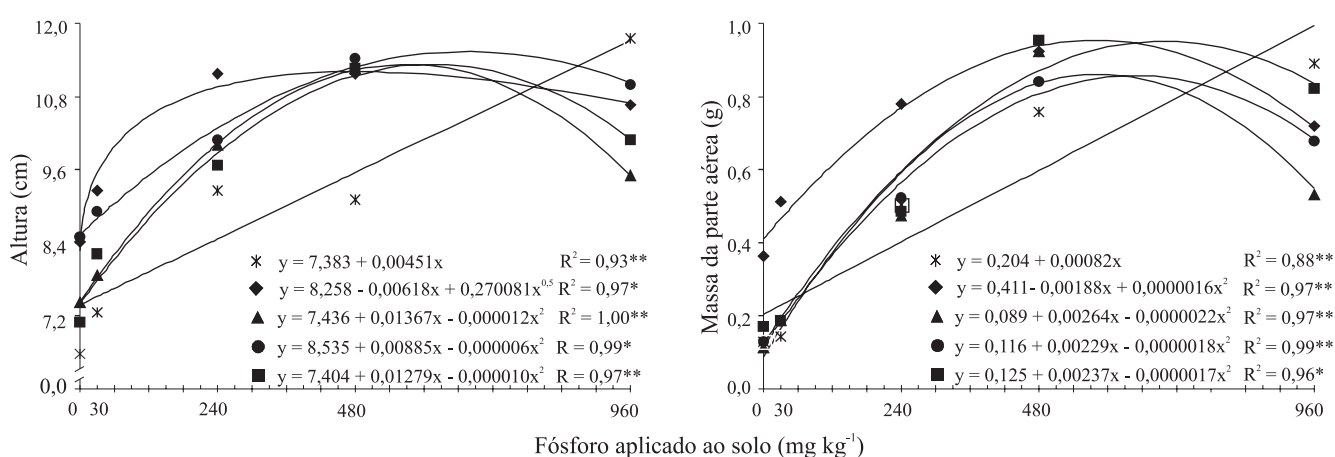 Altura (cm)
12,0
10,8
9,6
8,4
7,2
0,0
0 30 240 480 960
y = 7,383 + 0,00451x R² = 0,93**
y = 8,258 - 0,00618x + 0,270081x^0,5 R² = 0,97*
y = 7,436 + 0,01367x - 0,000012x² R² = 1,00**
y = 8,535 + 0,00885x - 0,000006x² R = 0,99*
y = 7,404 + 0,01279x - 0,000010x² R = 0,97**
Massa da parte aérea (g)
1,0
0,8
0,6
0,4
0,2
0,0
0 30 240 480 960
y = 0,204 + 0,00082x R² = 0,88**
y = 0,411- 0,00188x + 0,0000016x² R² = 0,97**
y = 0,089 + 0,00264x - 0,0000022x² R² = 0,97**
y = 0,116 + 0,00229x - 0,0000018x² R² = 0,99**
y = 0,125 + 0,00237x - 0,0000017x² R² = 0,96*
Fósforo aplicado ao solo (mg kg⁻¹)